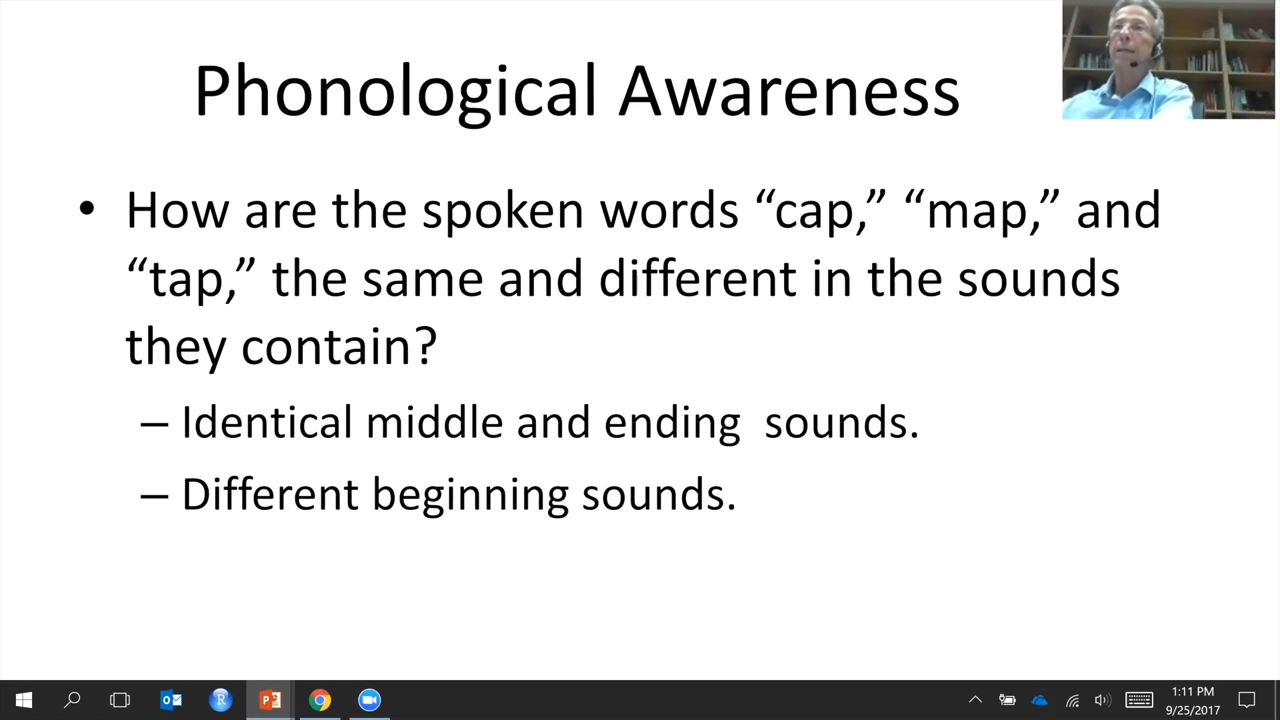 Phonological Awareness
• How are the spoken words “cap,” “map,” and
“tap,” the same and different in the sounds
they contain?
– Identical middle and ending  sounds.
– Different beginning sounds.
1:11 PM
9/25/2017